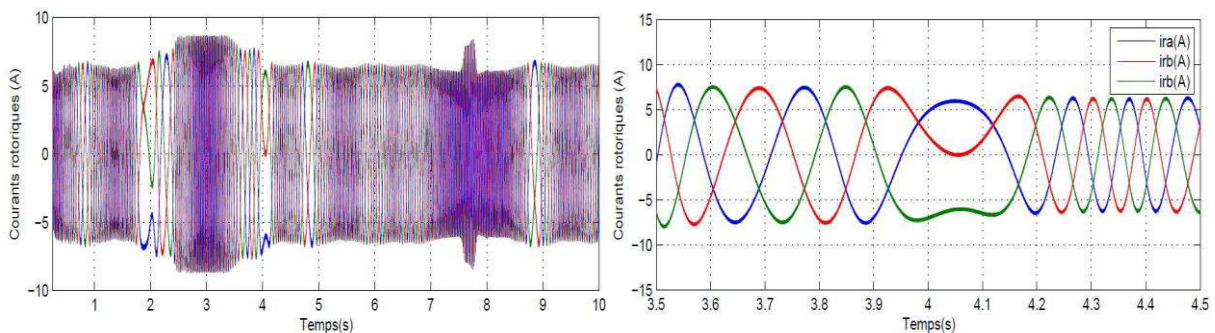 Courants rotoriques (A)
10
5
0
−5
−10
1 2 3 4 5 6 7 8 9 10
Temps(s)
Courants rotoriques (A)
15
10
5
0
−5
−10
−15
3.5 3.6 3.7 3.8 3.9 4 4.1 4.2 4.3 4.4 4.5
Temps(s)
ira(A)
irb(A)
irb(A)